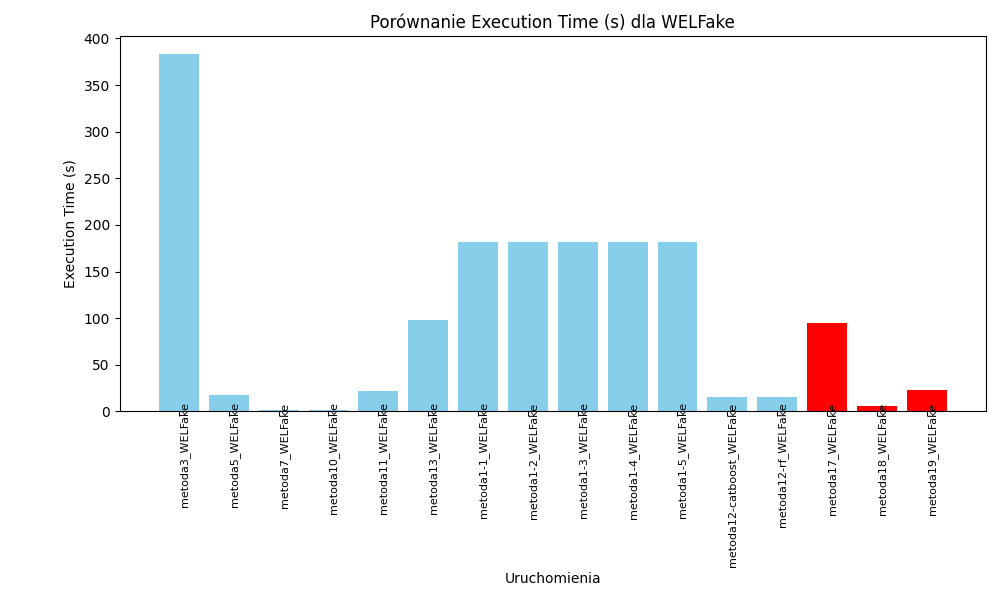 Porównanie Execution Time (s) dla WELFake
400
350
300
250
200
150
100
50
0
Execution Time (s)
metoda3_WELFake
metoda5_WELFake
metoda7_WELFake
metoda10_WELFake
metoda11_WELFake
metoda13_WELFake
metoda1-1_WELFake
metoda1-2_WELFake
metoda1-3_WELFake
metoda1-4_WELFake
metoda1-5_WELFake
metoda12-catboost_WELFake
metoda12-rf_WELFake
metoda17_WELFake
metoda18_WELFake
metoda19_WELFake
Uruchomienia